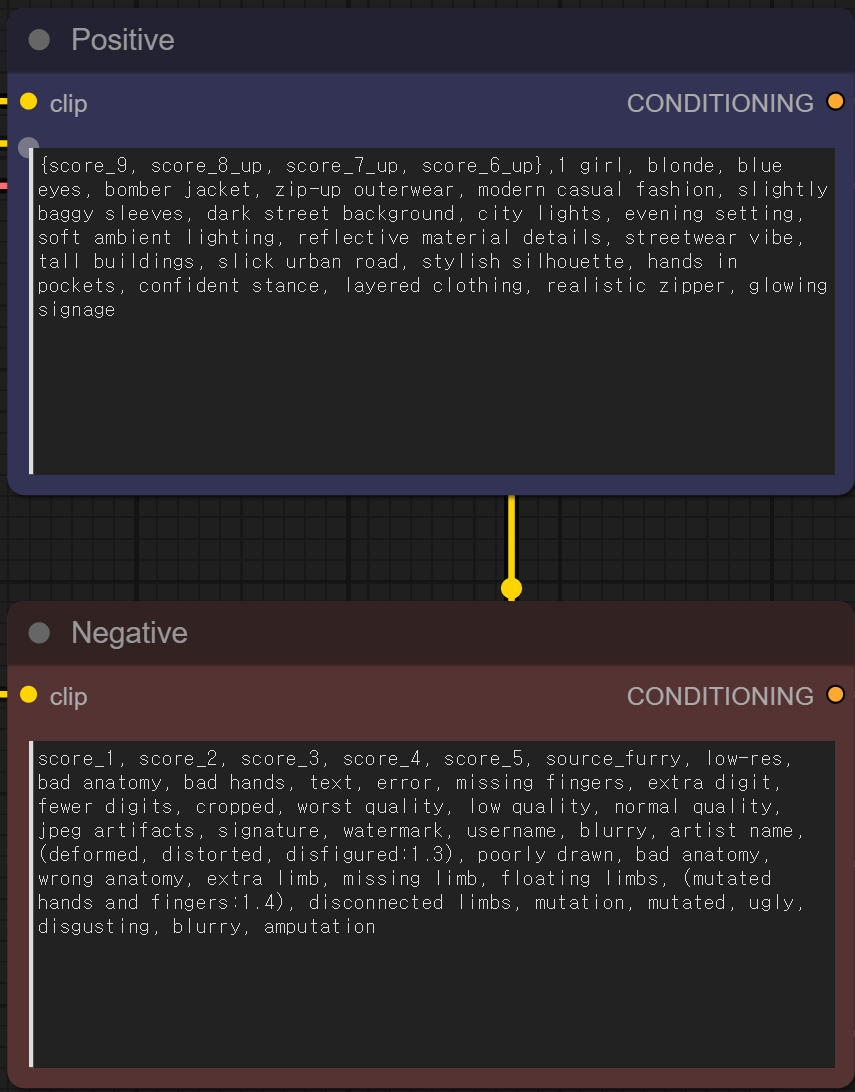 Positive
clip
CONDITIONING
{score_9, score_8_up, score_7_up, score_6_up},1 girl, blonde, blue
eyes, bomber jacket, zip-up outerwear, modern casual fashion, slightly
baggy sleeves, dark street background, city lights, evening setting,
soft ambient lighting, reflective material details, streetwear vibe,
tall buildings, slick urban road, stylish silhouette, hands in
pockets, confident stance, layered clothing, realistic zipper, glowing
signage
Negative
clip
CONDITIONING
score_1, score_2, score_3, score_4, score_5, source_furry, low-res,
bad anatomy, bad hands, text, error, missing fingers, extra digit,
fewer digits, cropped, worst quality, low quality, normal quality,
jpeg artifacts, signature, watermark, username, blurry, artist name,
(deformed, distorted, disfigured:1.3), poorly drawn, bad anatomy,
wrong anatomy, extra limb, missing limb, floating limbs, (mutated
hands and fingers:1.4), disconnected limbs, mutation, mutated, ugly,
disgusting, blurry, amputation